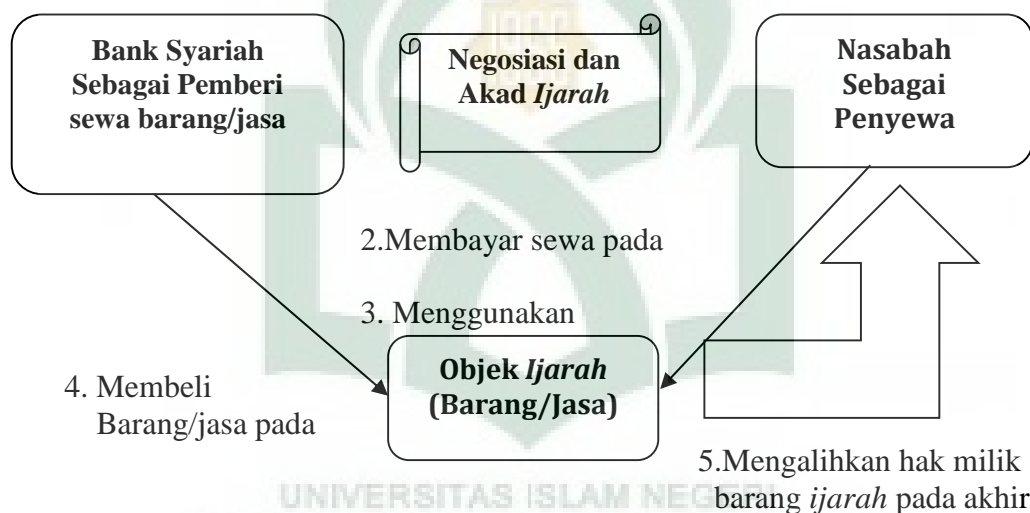 Bank Syariah
Sebagai Pemberi
sewa barang/jasa
Negosiasi dan
Akad Ijarah
Nasabah
Sebagai
Penyewa
2.Membayar sewa pada
3. Menggunakan
Objek Ijarah
(Barang/Jasa)
4. Membeli
Barang/jasa pada
5.Mengalihkan hak milik
barang ijarah pada akhir
UNIVERSITAS ISLAM NEGERI